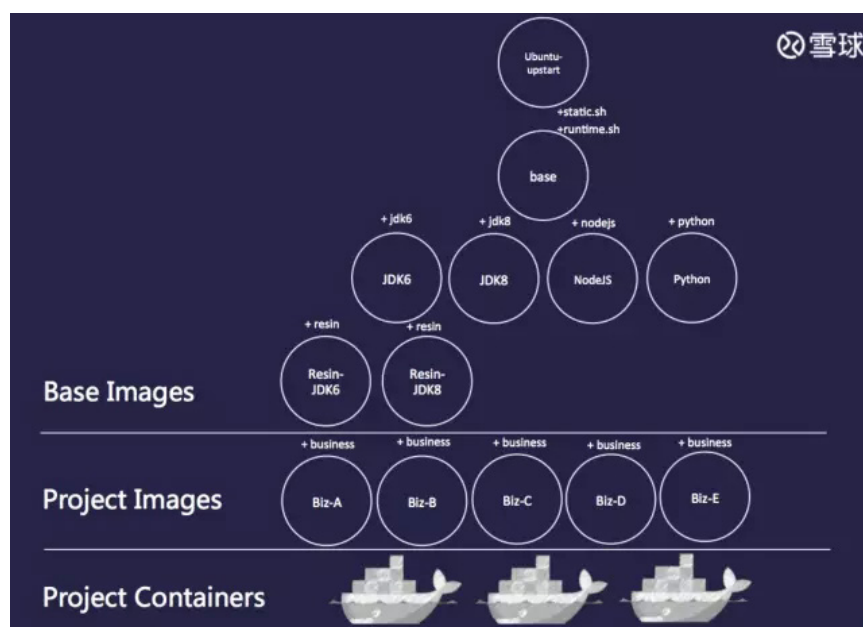 雪球
Ubuntu-
upstart
+static.sh
+runtime.sh
base
+ jdk6
+ jdk8
+ nodejs
+ python
JDK6
JDK8
NodeJS
Python
+ resin
+ resin
Resin-
JDK6
Resin-
JDK8
Base Images
+ business
+ business
+ business
+ business
+ business
Project Images
Biz-A
Biz-B
Biz-C
Biz-D
Biz-E
Project Containers